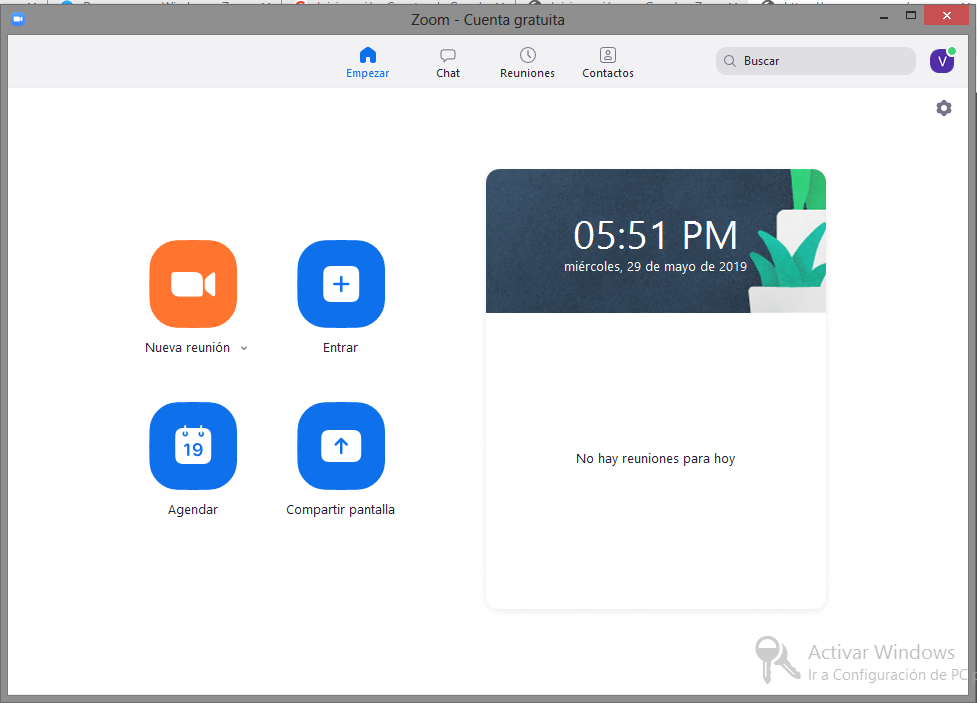 Zoom - Cuenta gratuita
Empezar
Chat
Reuniones
Contactos
Buscar
V
05:51 PM
miércoles, 29 de mayo de 2019
Nueva reunión
Entrar
19
Agendar
Compartir pantalla
No hay reuniones para hoy
Activar Windows
Ir a Configuración de PC